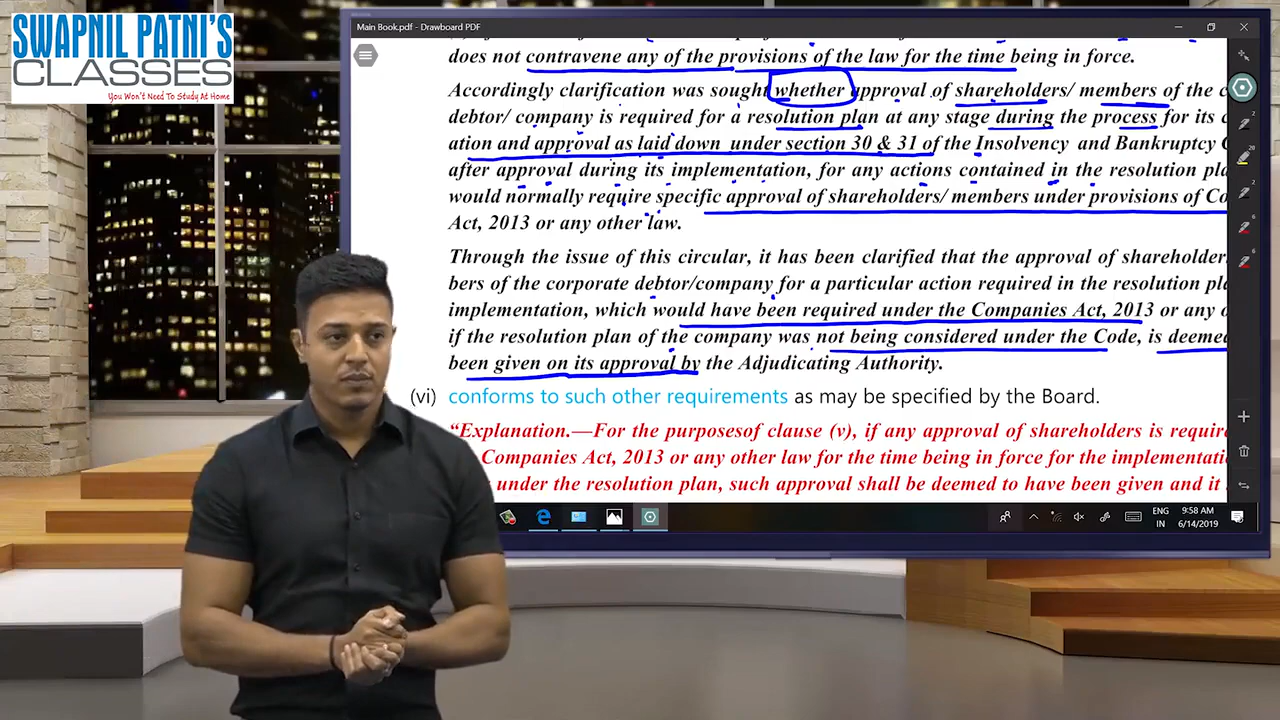 SWAPNIL PATNI'S
CLASSES
You Won't Need To Study At Home
Main Book.pdf - Drawboard PDF
does not contravene any of the provisions of the law for the time being in force.
Accordingly clarification was sought whether approval of shareholders/ members of the c
debtor/ company is required for a resolution plan at any stage during the process for its c
ation and approval as laid down under section 30 & 31 of the Insolvency and Bankruptcy
after approval during its implementation, for any actions contained in the resolution
would normally require specific approval of shareholders/ members under provisions of Co
Act, 2013 or any other law.
Through the issue of this circular, it has been clarified that the approval of shareholder
bers of the corporate debtor/company for a particular action required in the resolution pl
implementation, which would have been required under the Companies Act, 2013 or any
if the resolution plan of the company was not being considered under the Code, is deemed
been given on its approval by the Adjudicating Authority.
(vi) conforms to such other requirements as may be specified by the Board.
“Explanation.—For the purposesof clause (v), if any approval of shareholders is requir
Companies Act, 2013 or any other law for the time being in force for the implementati
under the resolution plan, such approval shall be deemed to have been given and it
ENG
IN
9:58 AM
6/14/2019